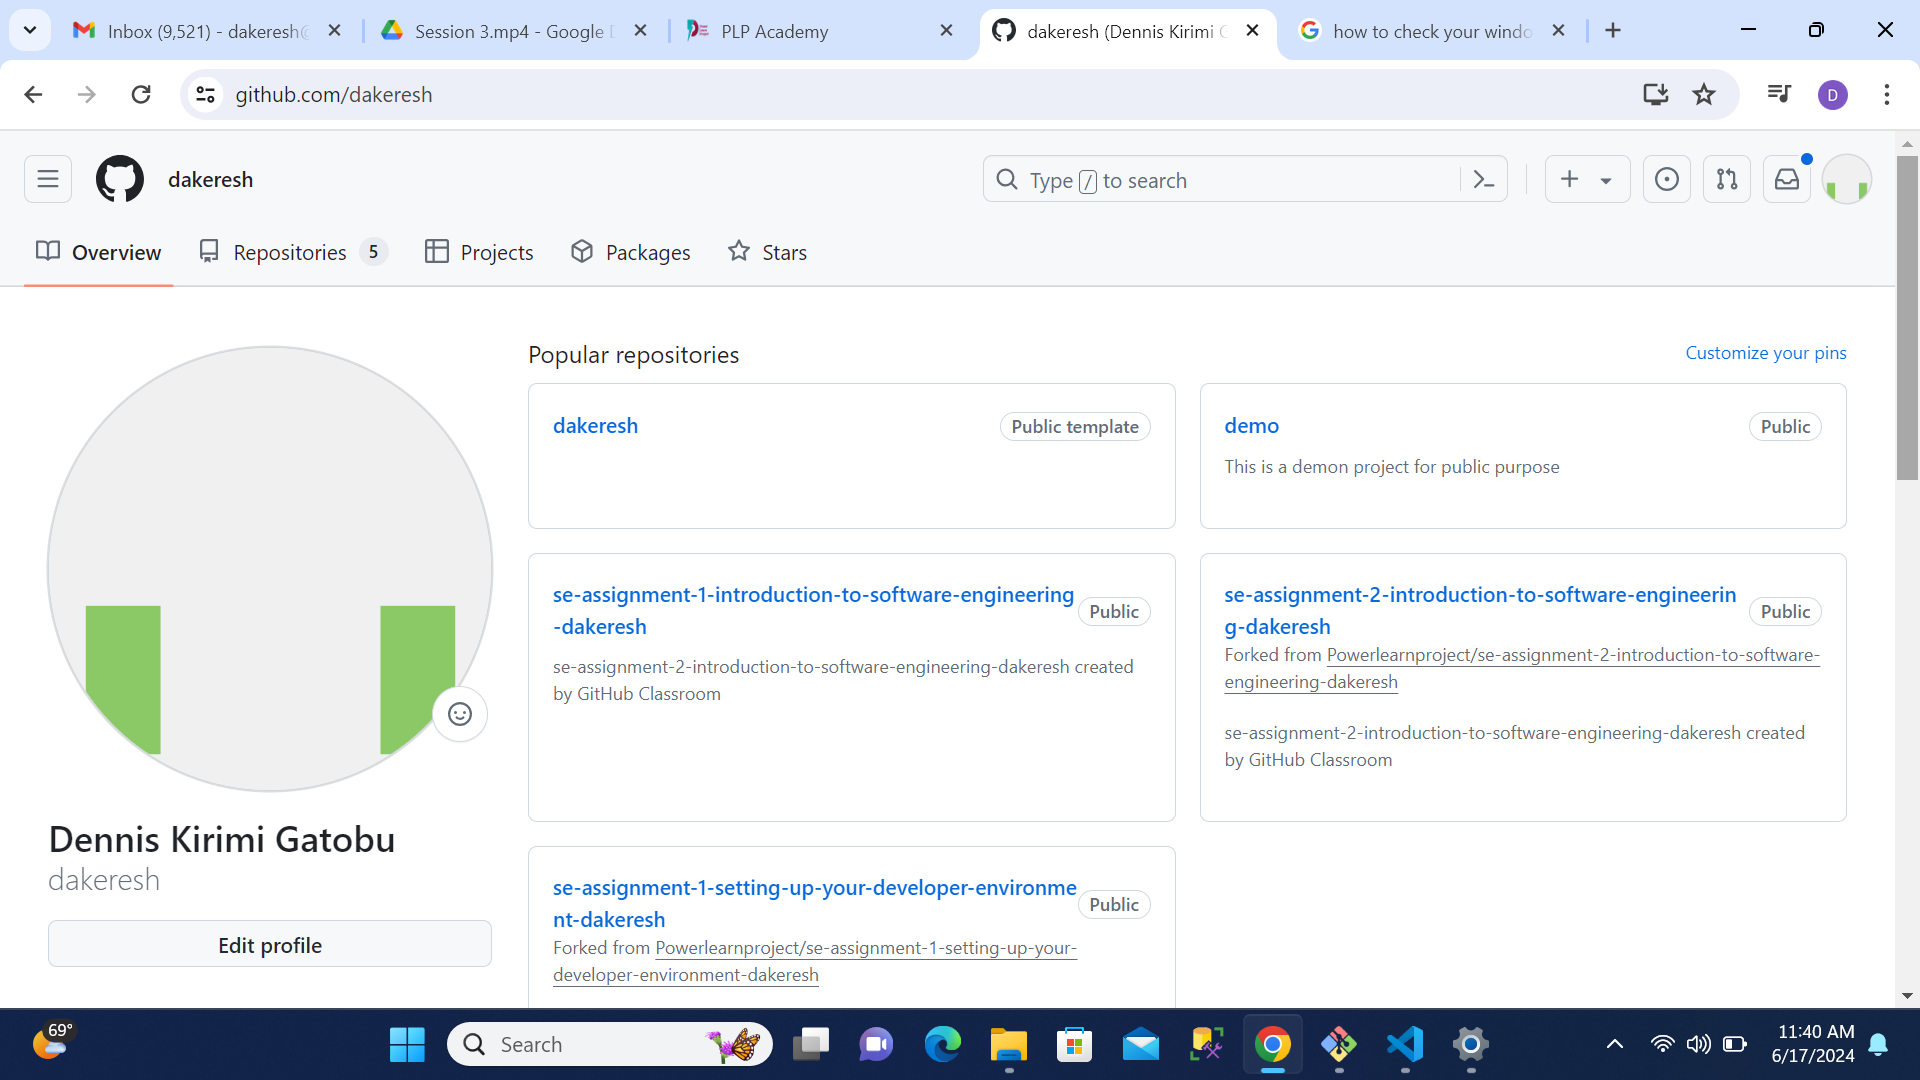 Inbox (9,521) - dakeresh@
Session 3.mp4 - Google D
PLP Academy
dakeresh (Dennis Kirimi G
how to check your windo
github.com/dakeresh
D
dakeresh
Type / to search
Overview
Repositories 5
Projects
Packages
Stars
Popular repositories
Customize your pins
dakeresh
Public template
demo
Public
This is a demon project for public purpose
se-assignment-1-introduction-to-software-engineering
-dakeresh
Public
se-assignment-2-introduction-to-software-engineering-dakeresh created
by GitHub Classroom
se-assignment-2-introduction-to-software-engineerin
g-dakeresh
Public
Forked from Powerlearnproject/se-assignment-2-introduction-to-software-
engineering-dakeresh
se-assignment-2-introduction-to-software-engineering-dakeresh created
by GitHub Classroom
Dennis Kirimi Gatobu
dakeresh
Edit profile
se-assignment-1-setting-up-your-developer-environme
nt-dakeresh
Public
Forked from Powerlearnproject/se-assignment-1-setting-up-your-
developer-environment-dakeresh
69°
Search
11:40 AM
6/17/2024